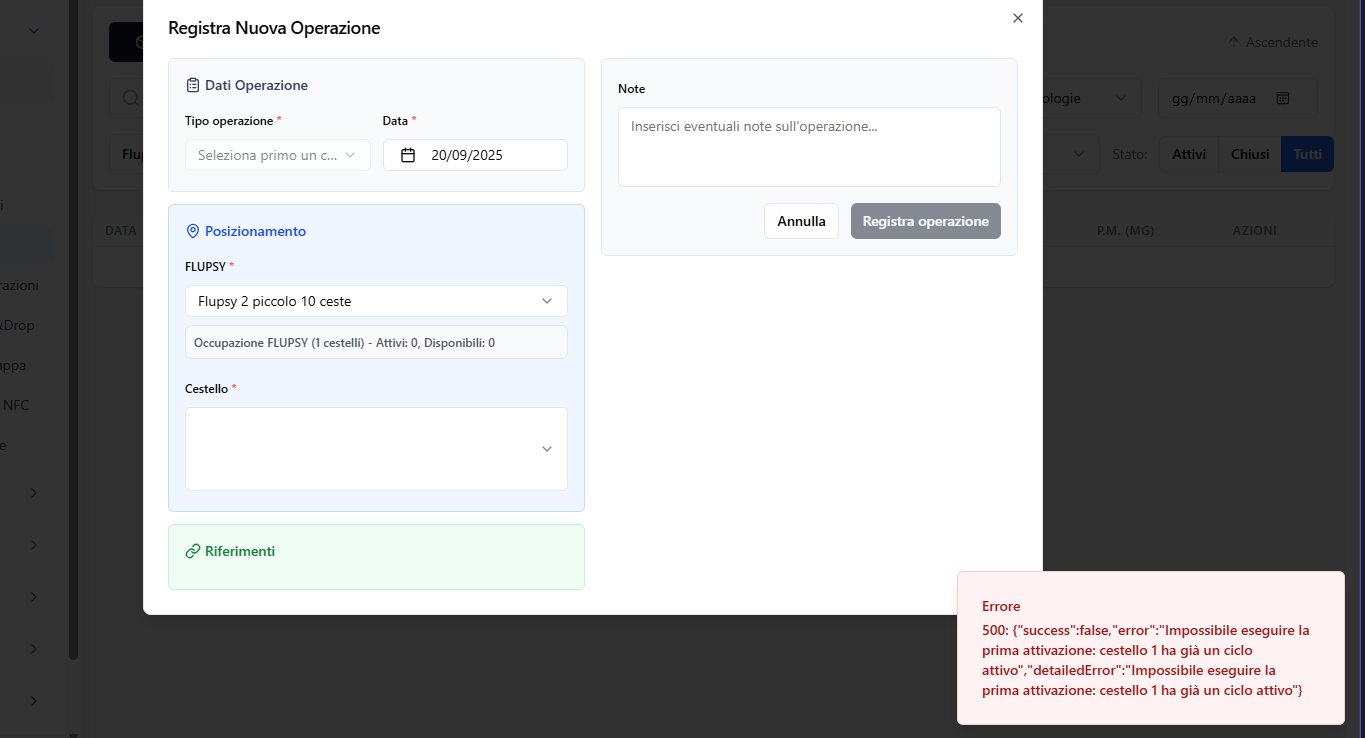 Registra Nuova Operazione
Ascendente
Dati Operazione
Tipo operazione *
Data *
Seleziona primo un c...
20/09/2025
Note
Inserisci eventuali note sull'operazione...
Annulla
Registra operazione
ologie
gg/mm/aaaa
Flu
Stato:
Attivi
Chiusi
Tutti
DATA
P.M. (MG)
AZIONI
Posizionamento
FLUPSY *
Flupsy 2 piccolo 10 ceste
Occupazione FLUPSY (1 cestelli) - Attivi: 0, Disponibili: 0
Cestello *
Riferimenti
i
razioni
&Drop
appa
NFC
e
Errore
500: {"success":false,"error":"Impossibile eseguire la
prima attivazione: cestello 1 ha già un ciclo
attivo","detailedError":"Impossibile eseguire la
prima attivazione: cestello 1 ha già un ciclo attivo"}